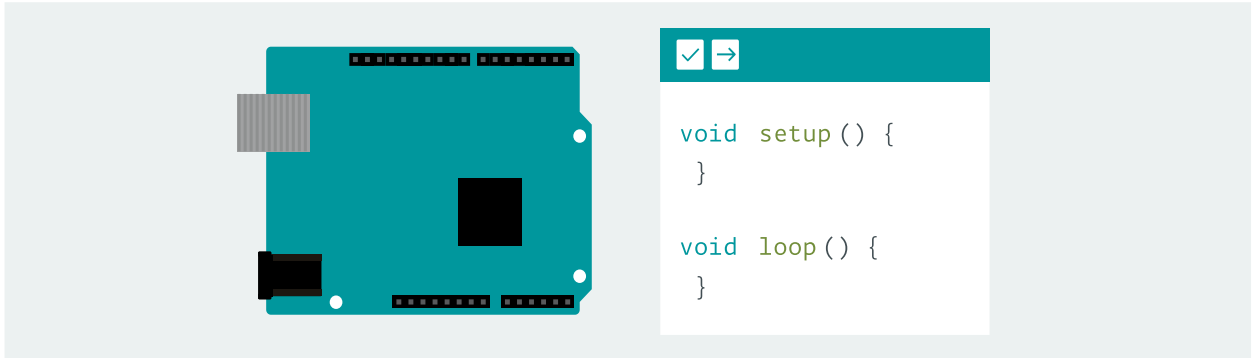 void setup() {
}
void loop() {
}